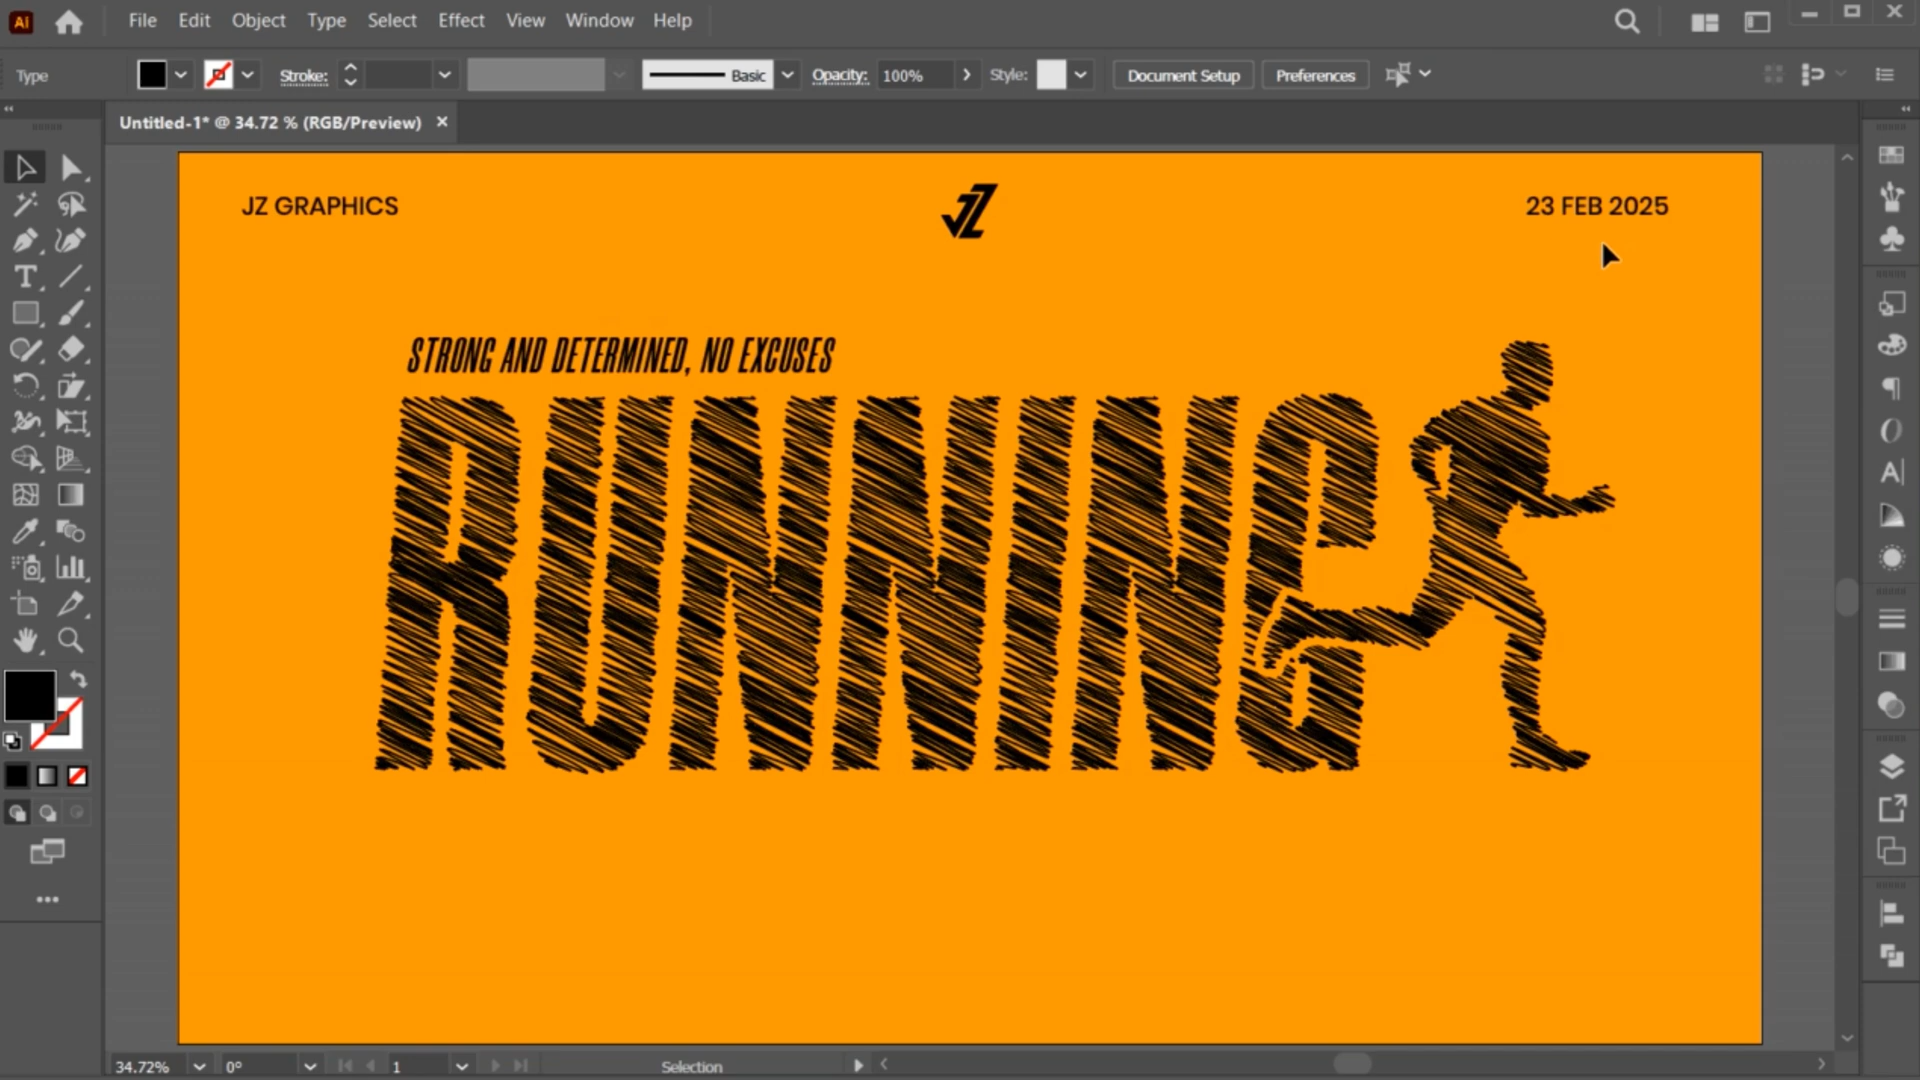 Ai File Edit Object Type Select Effect View Window Help
Type Stroke: Basic Opacity: 100% Style: Document Setup Preferences
Untitled-1* @ 34.72 % (RGB/Preview)
JZ GRAPHICS JZ 23 FEB 2025
STRONG AND DETERMINED, NO EXCUSES
RUNNING
34.72% 0° 1 Selection